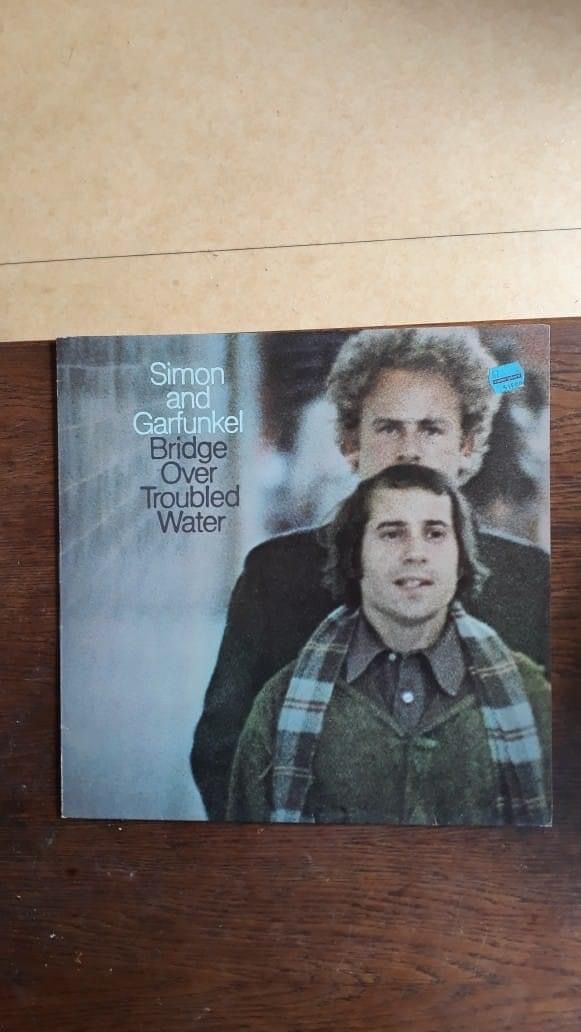 Simon
and
Garfunkel
Bridge
Over
Troubled
Water